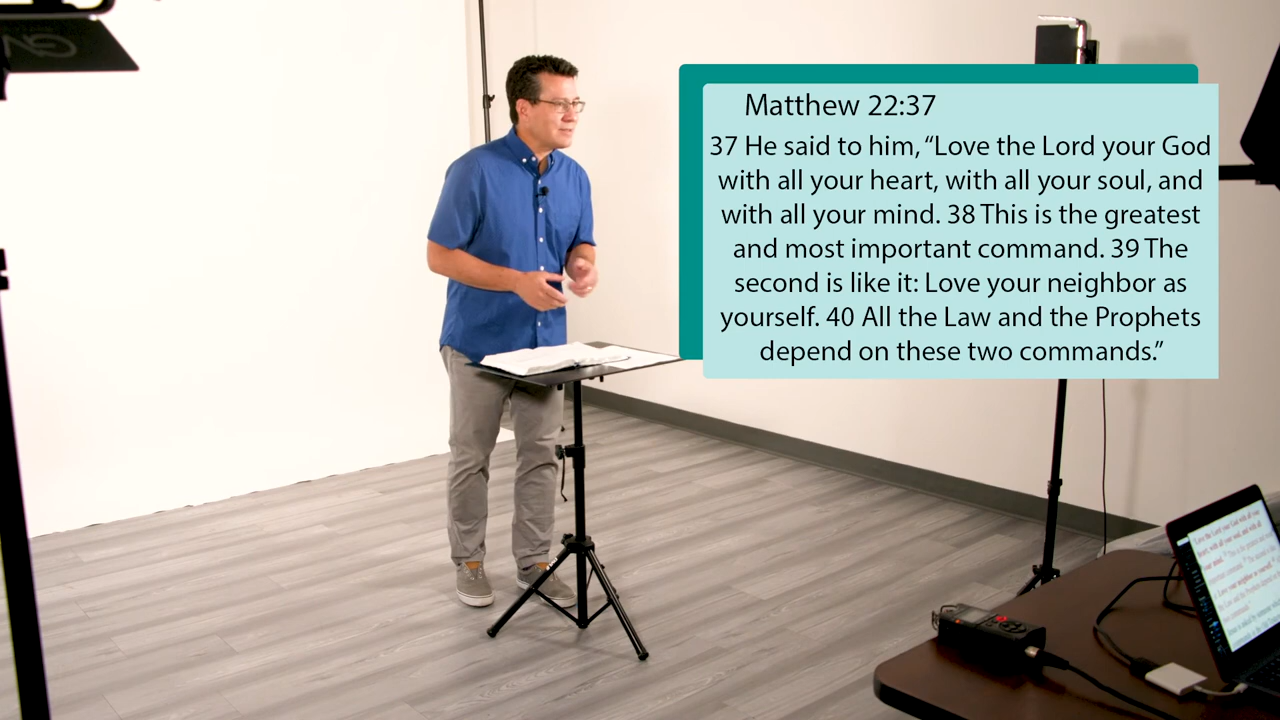 Matthew 22:37
37 He said to him, “Love the Lord your God
with all your heart, with all your soul, and
with all your mind. 38 This is the greatest
and most important command. 39 The
second is like it: Love your neighbor as
yourself. 40 All the Law and the Prophets
depend on these two commands.”